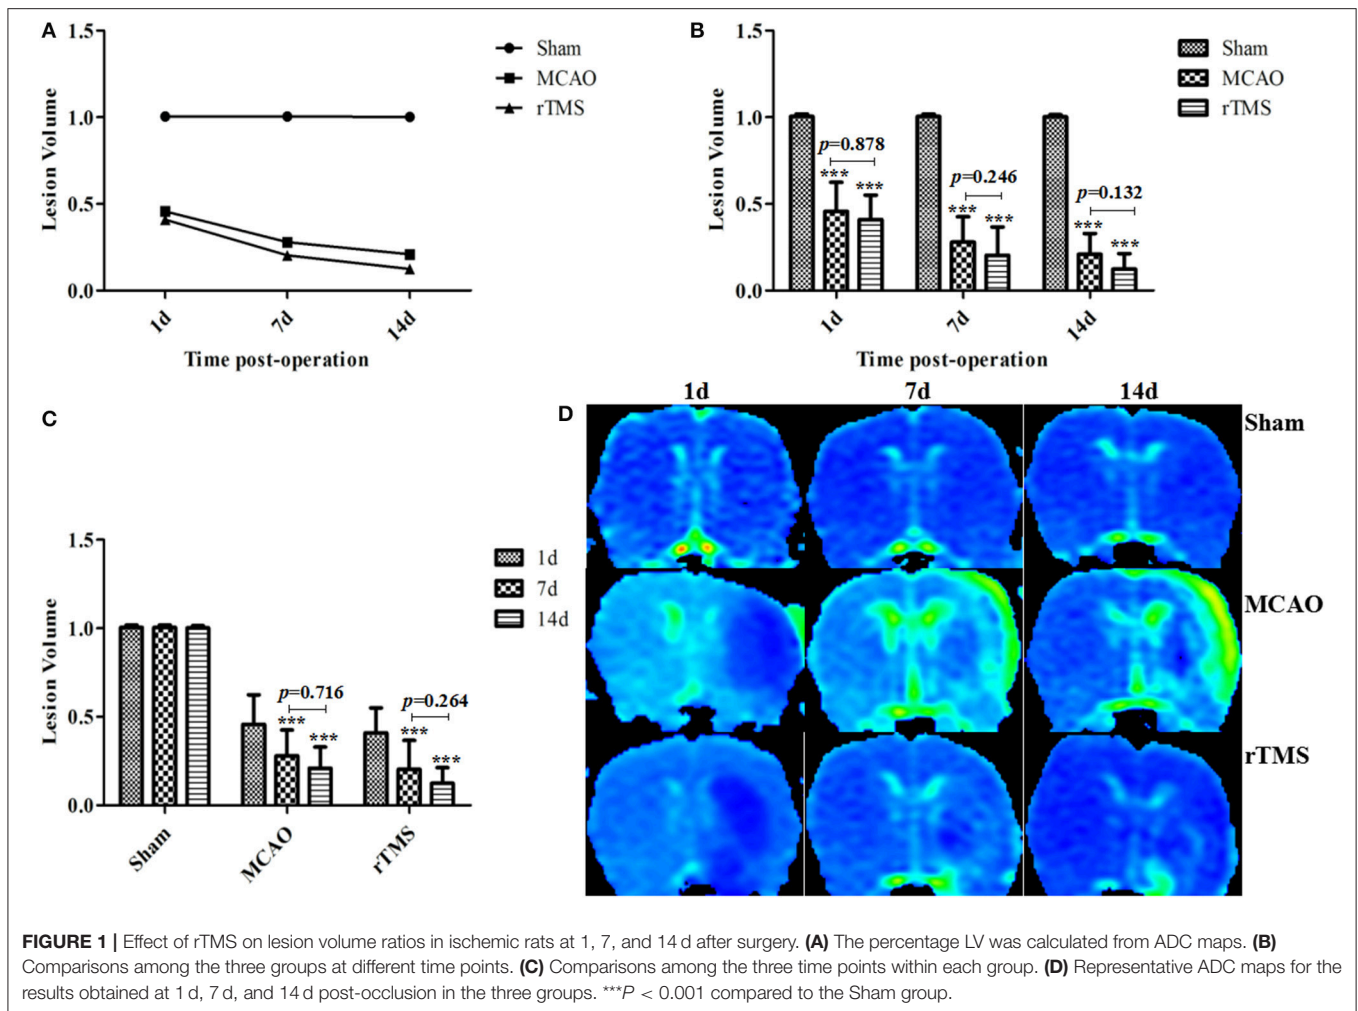 A
1.5
1.0
0.5
0.0
Lesion Volume
1d
7d
14d
Time post-operation
Sham
MCAO
rTMS
B
1.5
1.0
0.5
0.0
Lesion Volume
p=0.878
p=0.246
p=0.132
***
***
***
***
***
***
1d
7d
14d
Time post-operation
Sham
MCAO
rTMS
C
1.5
1.0
0.5
0.0
Lesion Volume
p=0.716
p=0.264
***
***
***
***
Sham
MCAO
rTMS
1d
7d
14d
D
1d
7d
14d
Sham
MCAO
rTMS
FIGURE 1 | Effect of rTMS on lesion volume ratios in ischemic rats at 1, 7, and 14 d after surgery. (A) The percentage LV was calculated from ADC maps. (B)
Comparisons among the three groups at different time points. (C) Comparisons among the three time points within each group. (D) Representative ADC maps for the
results obtained at 1 d, 7 d, and 14 d post-occlusion in the three groups. ***P < 0.001 compared to the Sham group.